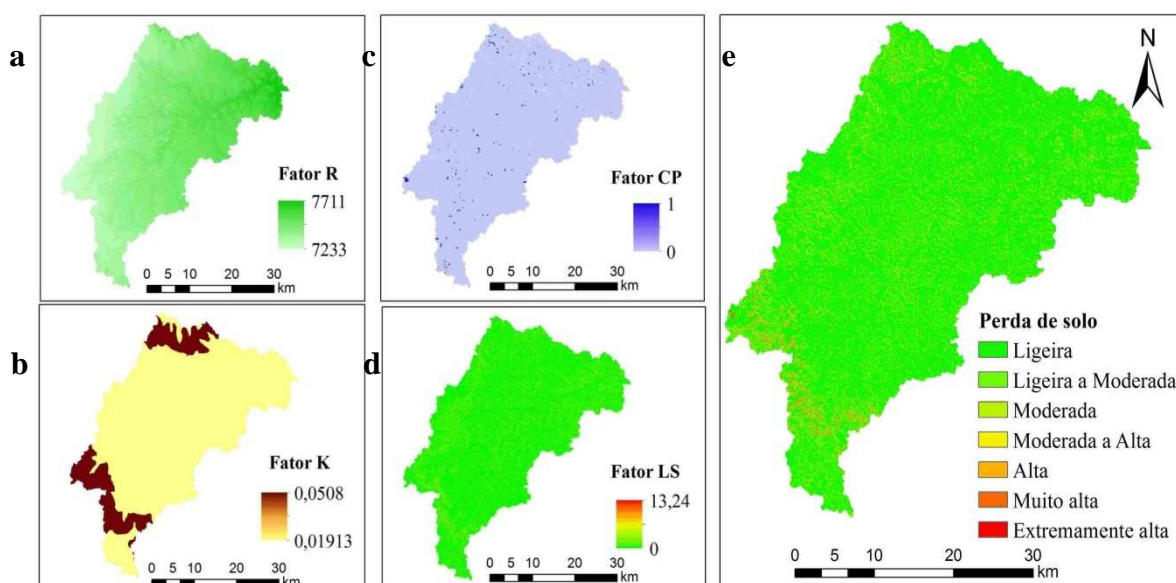 a
Fator R
7711
7233
0 5 10 20 30
km
b
Fator K
0,0508
0,01913
0 5 10 20 30
km
c
Fator CP
1
0
0 5 10 20 30
km
d
Fator LS
13,24
0
0 5 10 20 30
km
e
N
Perda de solo
Ligeira
Ligeira a Moderada
Moderada
Moderada a Alta
Alta
Muito alta
Extremamente alta
0 5 10 20 30
km